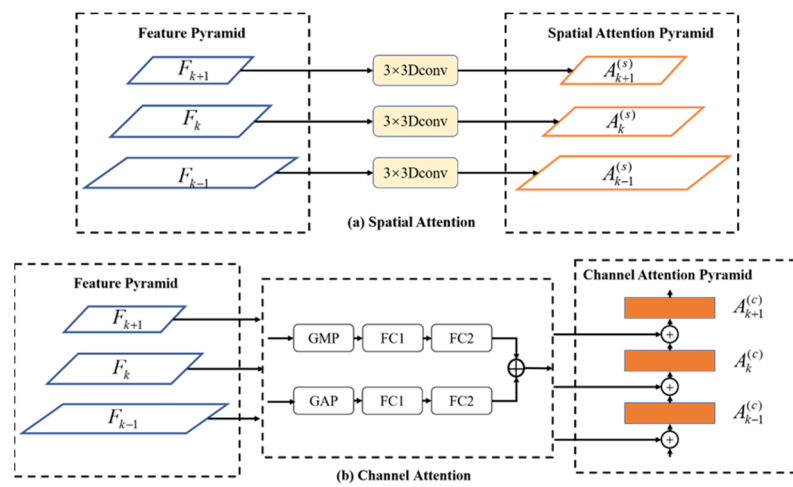 Feature Pyramid
Spatial Attention Pyramid
F_{k+1}
3×3Dconv
A_{k+1}^{(s)}
F_k
3×3Dconv
A_k^{(s)}
F_{k-1}
3×3Dconv
A_{k-1}^{(s)}
(a) Spatial Attention
Feature Pyramid
Channel Attention Pyramid
F_{k+1}
A_{k+1}^{(c)}
GMP
FC1
FC2
F_k
A_k^{(c)}
GAP
FC1
FC2
F_{k-1}
A_{k-1}^{(c)}
(b) Channel Attention